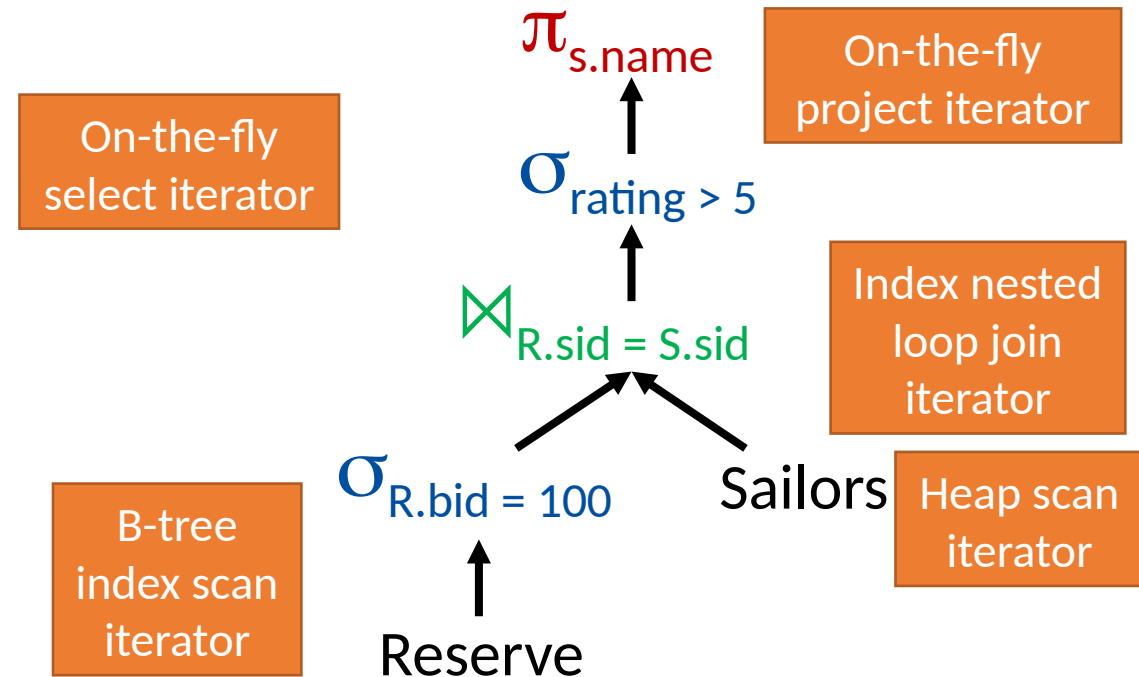 π s.name
On-the-fly
project iterator
On-the-fly
select iterator
σ rating > 5
⋈ R.sid = S.sid
Index nested
loop join
iterator
σ R.bid = 100
Sailors
Heap scan
iterator
B-tree
index scan
iterator
Reserve